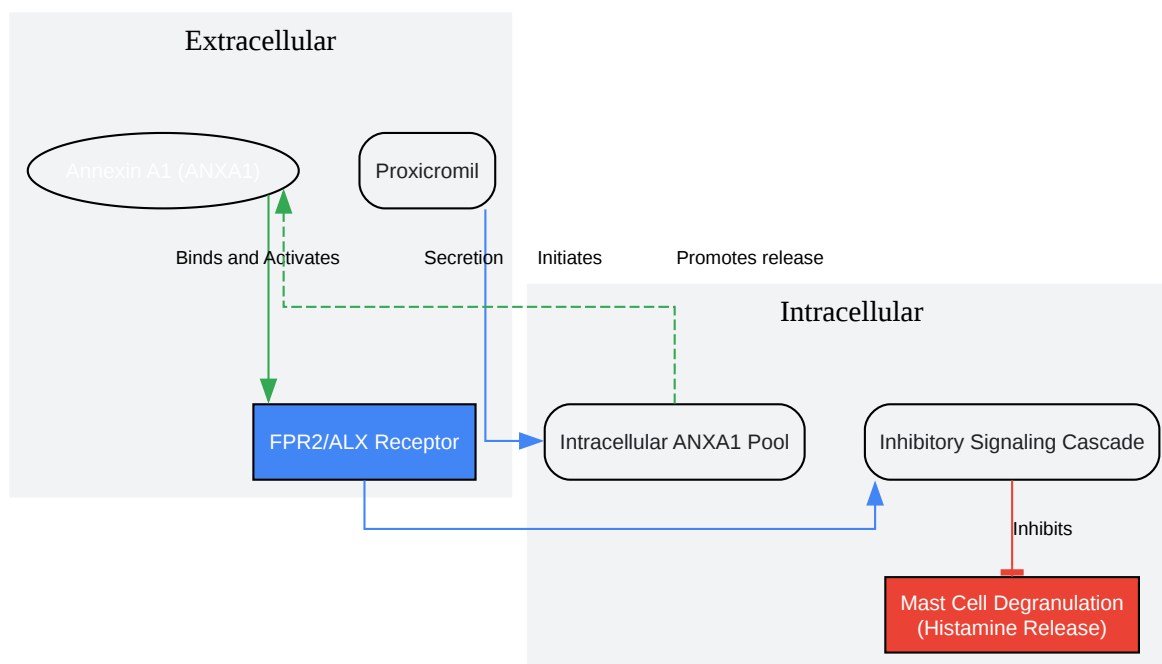 Extracellular
Annexin A1 (ANXA1)
Proxicromil
Binds and Activates
Secretion
Initiates
Promotes release
Intracellular
FPR2/ALX Receptor
Intracellular ANXA1 Pool
Inhibitory Signaling Cascade
Inhibits
Mast Cell Degranulation
(Histamine Release)